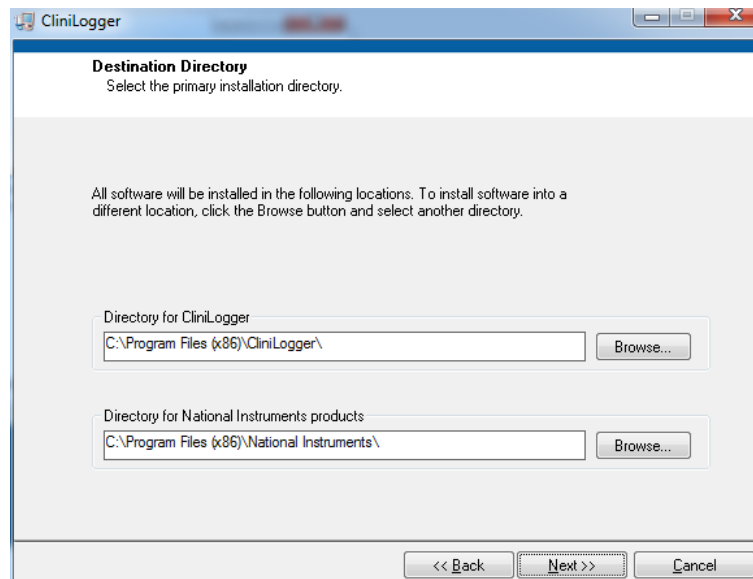 CliniLogger
Destination Directory
Select the primary installation directory.
All software will be installed in the following locations. To install software into a
different location, click the Browse button and select another directory.
Directory for CliniLogger
C:\Program Files (x86)\CliniLogger\
Browse...
Directory for National Instruments products
C:\Program Files (x86)\National Instruments\
Browse...
<< Back
Next >>
Cancel